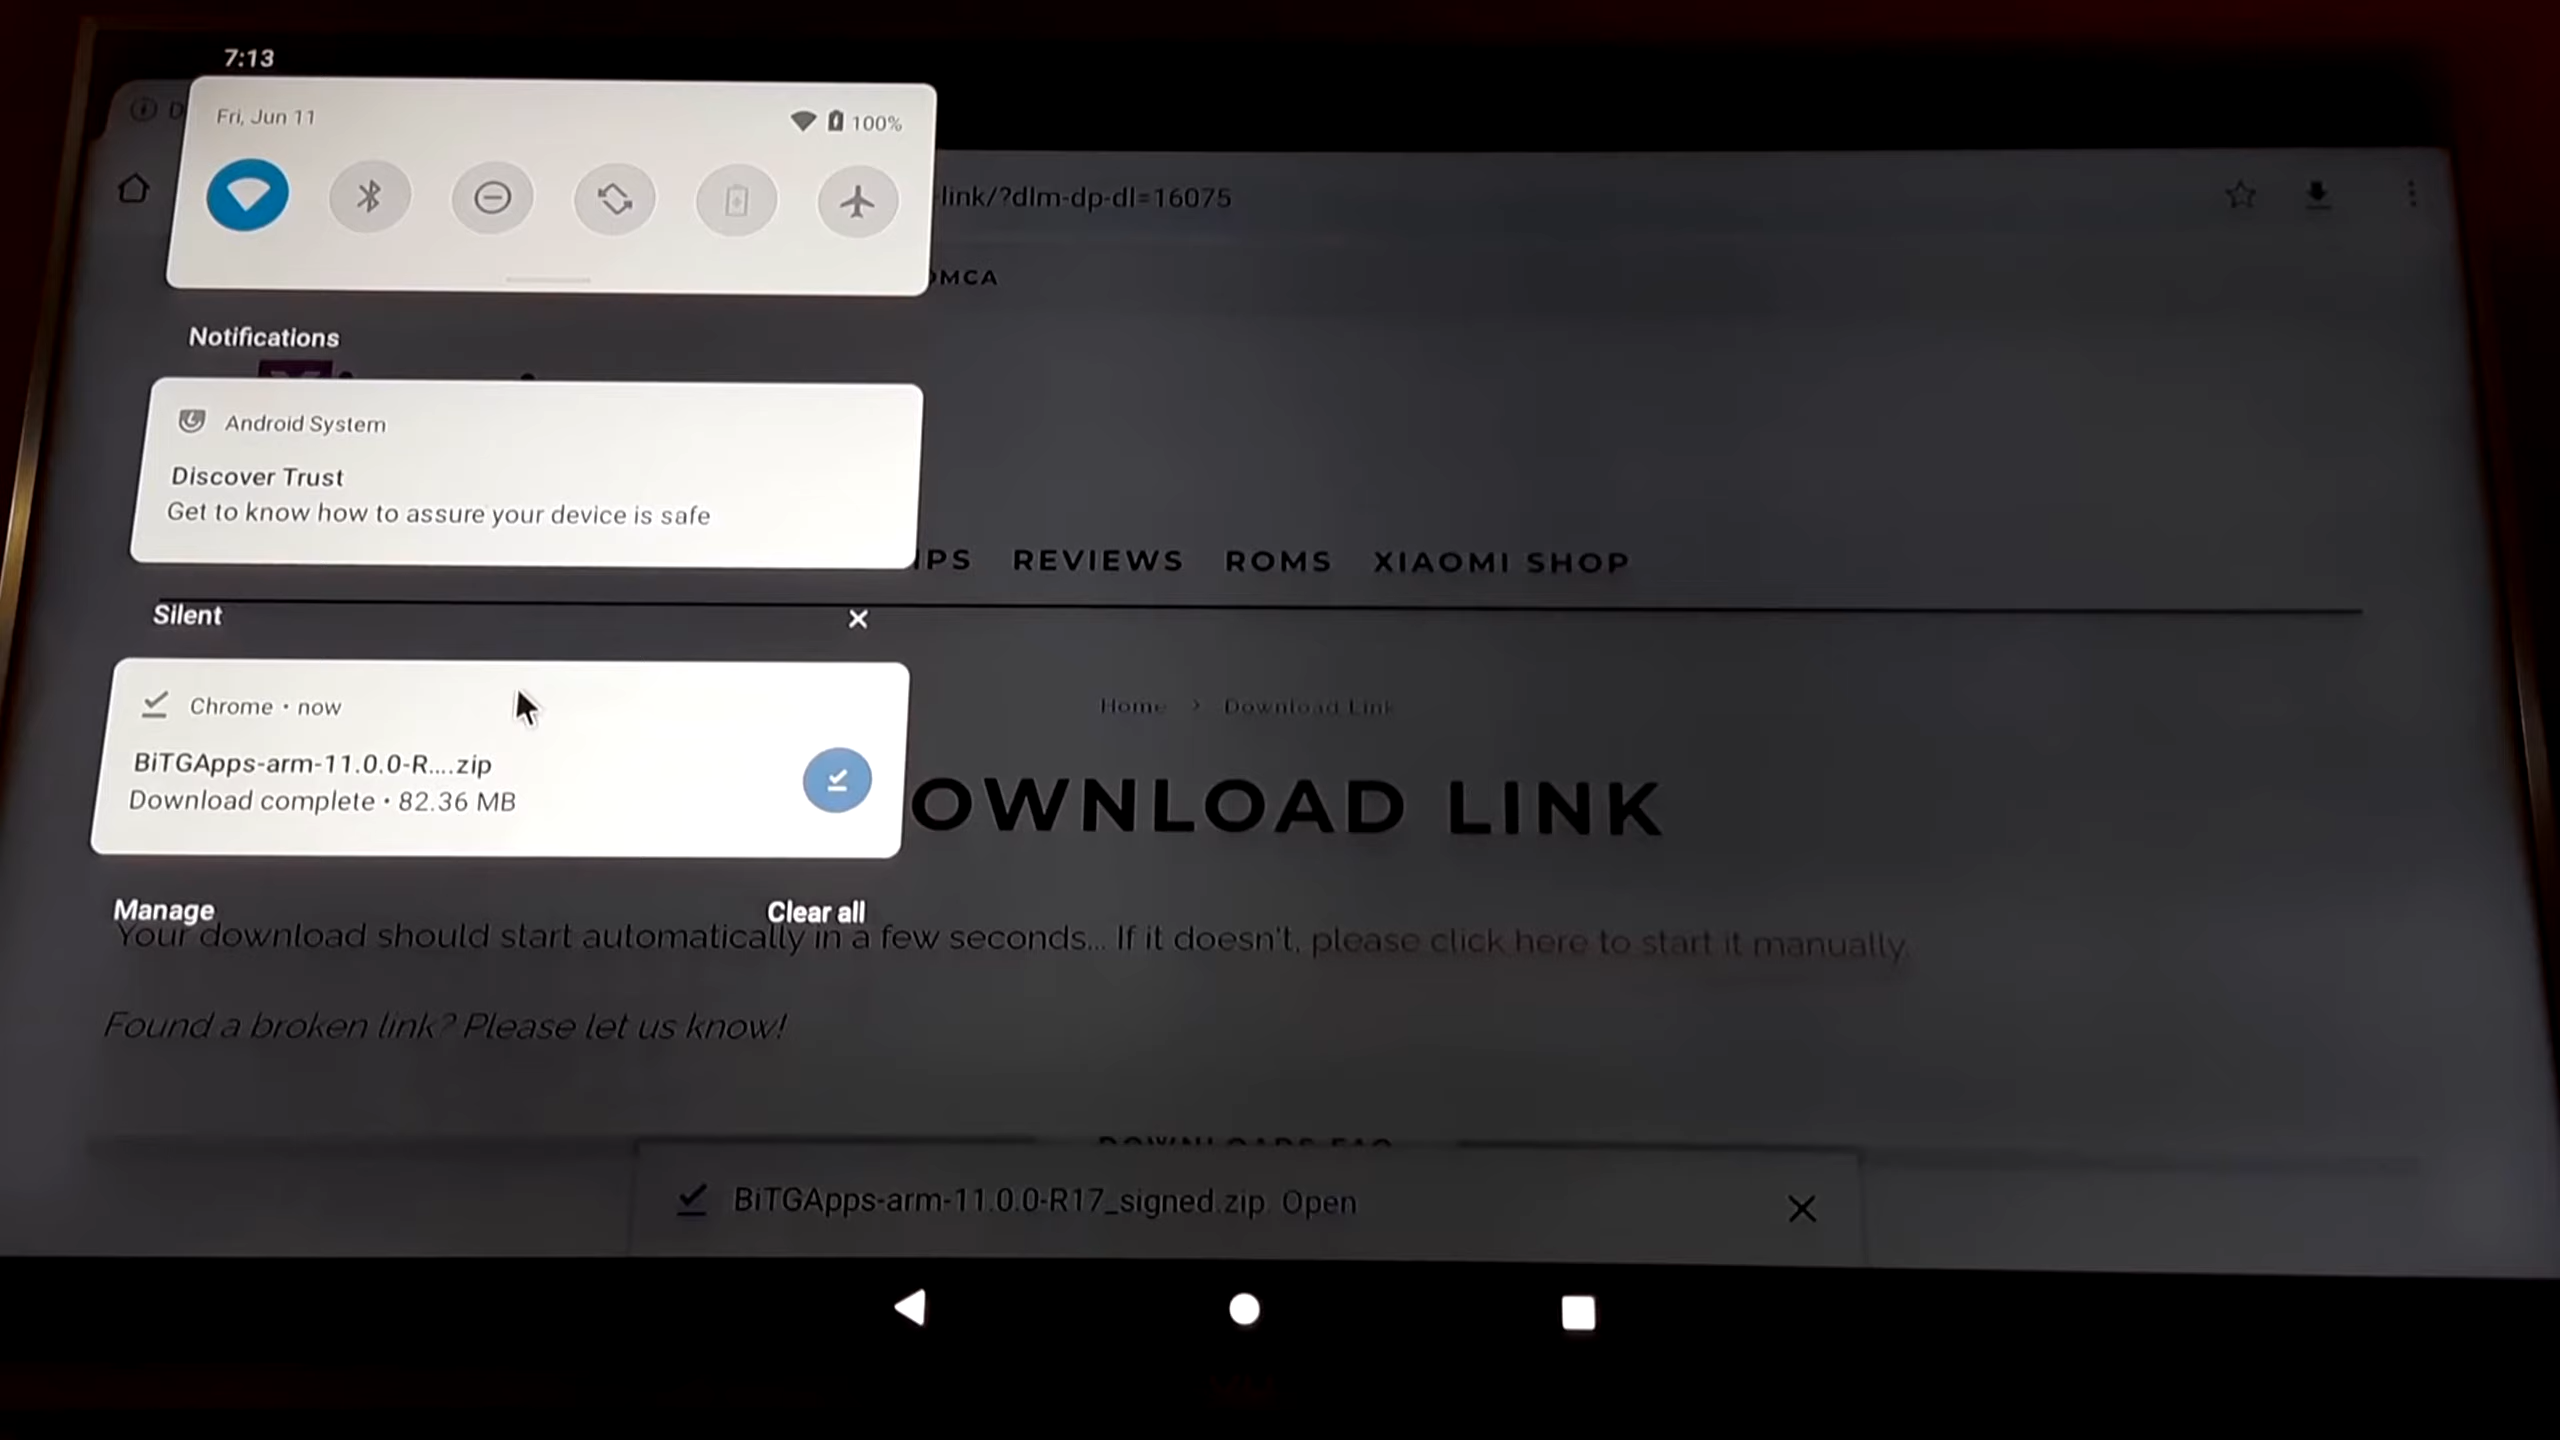 7:13
Fri, Jun 11
100%
link/?dlm-dp-dl=16075
Notifications
Android System
Discover Trust
Get to know how to assure your device is safe
REVIEWS ROMS XIAOMI SHOP
Silent
Chrome • now
BiTGApps-arm-11.0.0-R....zip
Download complete • 82.36 MB
Home > Download Link
OWNLOAD LINK
Manage
Clear all
Your download should start automatically in a few seconds... If it doesn't, please click here to start it manually.
Found a broken link? Please let us know!
DOWNLOADS FAQ
BiTGApps-arm-11.0.0-R17_signed.zip Open